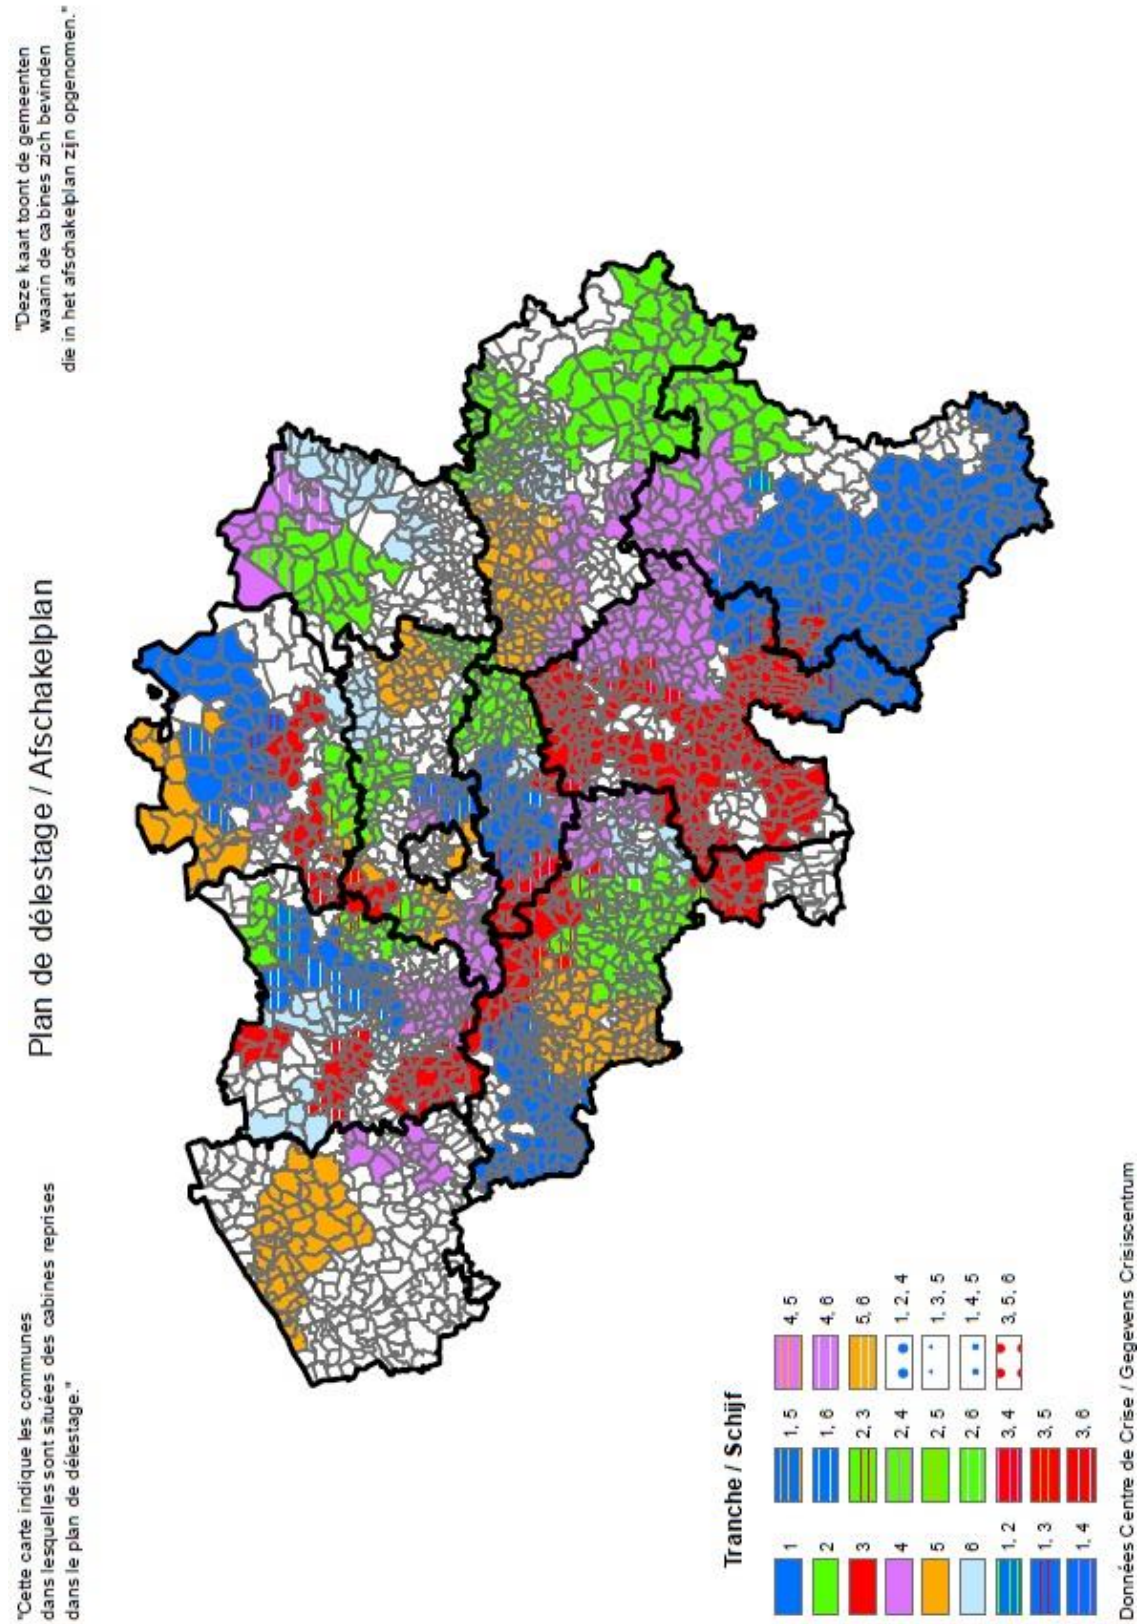 "Cette carte indique les communes
dans lesquelles sont situées des cabines reprises
dans le plan de délestage."
Plan de délestage / Afschakelplan
"Deze kaart toont de gemeenten
waarin de cabines zich bevinden
die in het afschakelplan zijn opgenomen."
Tranche / Schijf
1
2
3
4
5
6
1, 2
1, 3
1, 4
1, 5
1, 6
2, 3
2, 4
2, 5
2, 6
3, 4
3, 5
3, 6
4, 5
4, 6
5, 6
1, 2, 4
1, 3, 5
1, 4, 5
3, 5, 6
Données Centre de Crise / Gegevens Crisiscentrum